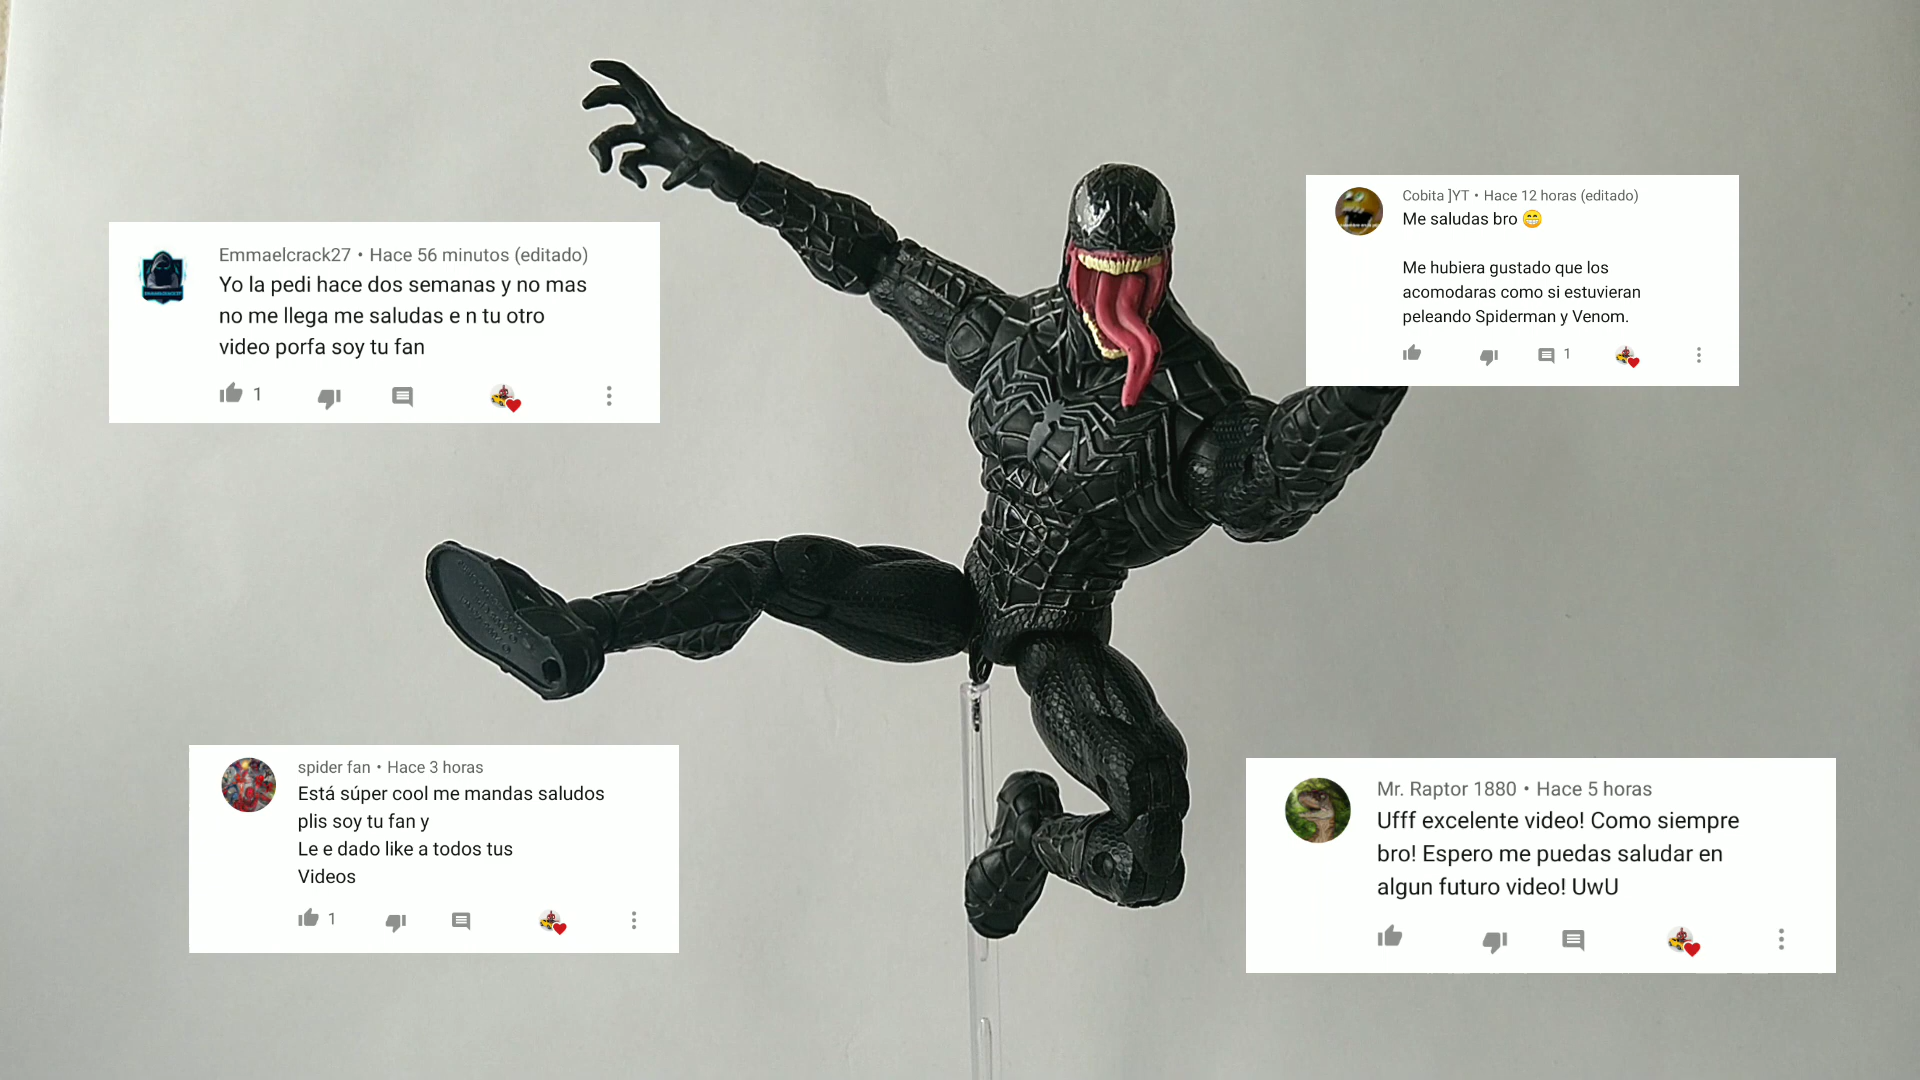 Emmaelcrack27 • Hace 56 minutos (editado)
Yo la pedi hace dos semanas y no mas
no me llega me saludas e n tu otro
video porfa soy tu fan
1
Cobita ]YT • Hace 12 horas (editado)
Me saludas bro 😁
Me hubiera gustado que los
acomodaras como si estuvieran
peleando Spiderman y Venom.
1
spider fan • Hace 3 horas
Está súper cool me mandas saludos
plis soy tu fan y
Le e dado like a todos tus
Videos
1
Mr. Raptor 1880 • Hace 5 horas
Ufff excelente video! Como siempre
bro! Espero me puedas saludar en
algun futuro video! UwU